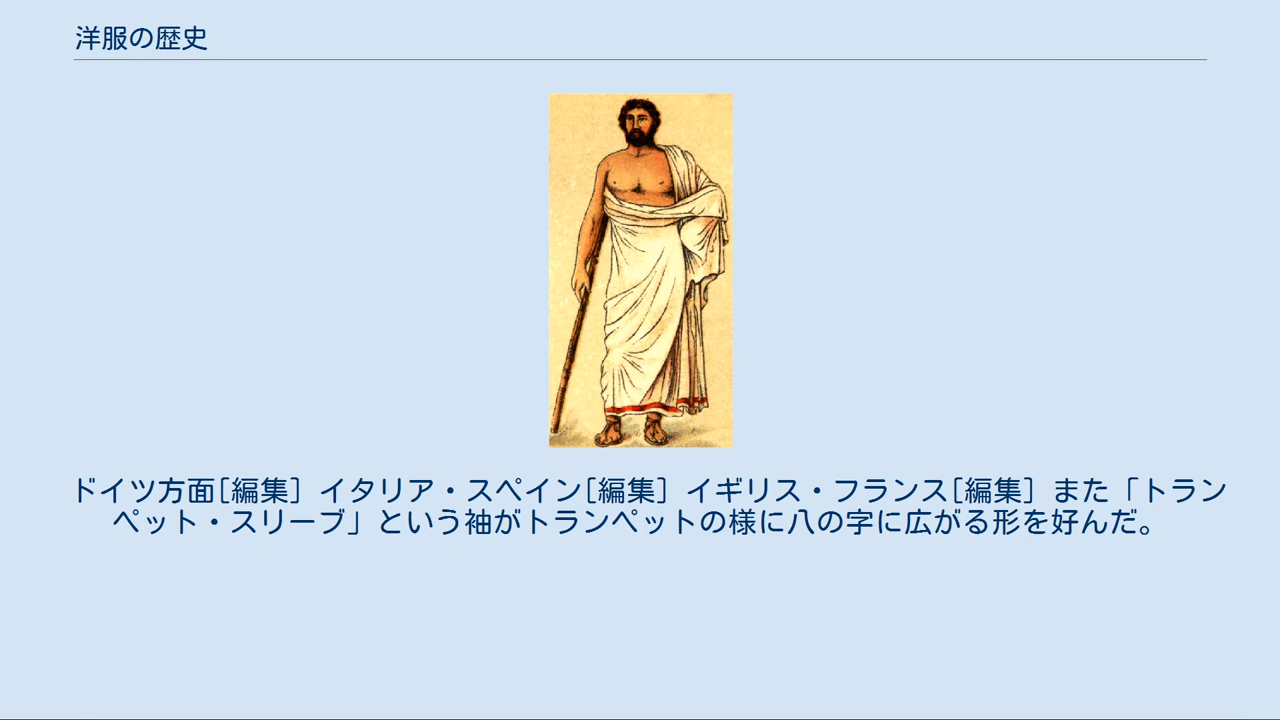 洋服の歴史
ドイツ方面[編集] イタリア・スペイン[編集] イギリス・フランス[編集] また「トラン
ペット・スリーブ」という袖がトランペットの様に八の字に広がる形を好んだ。